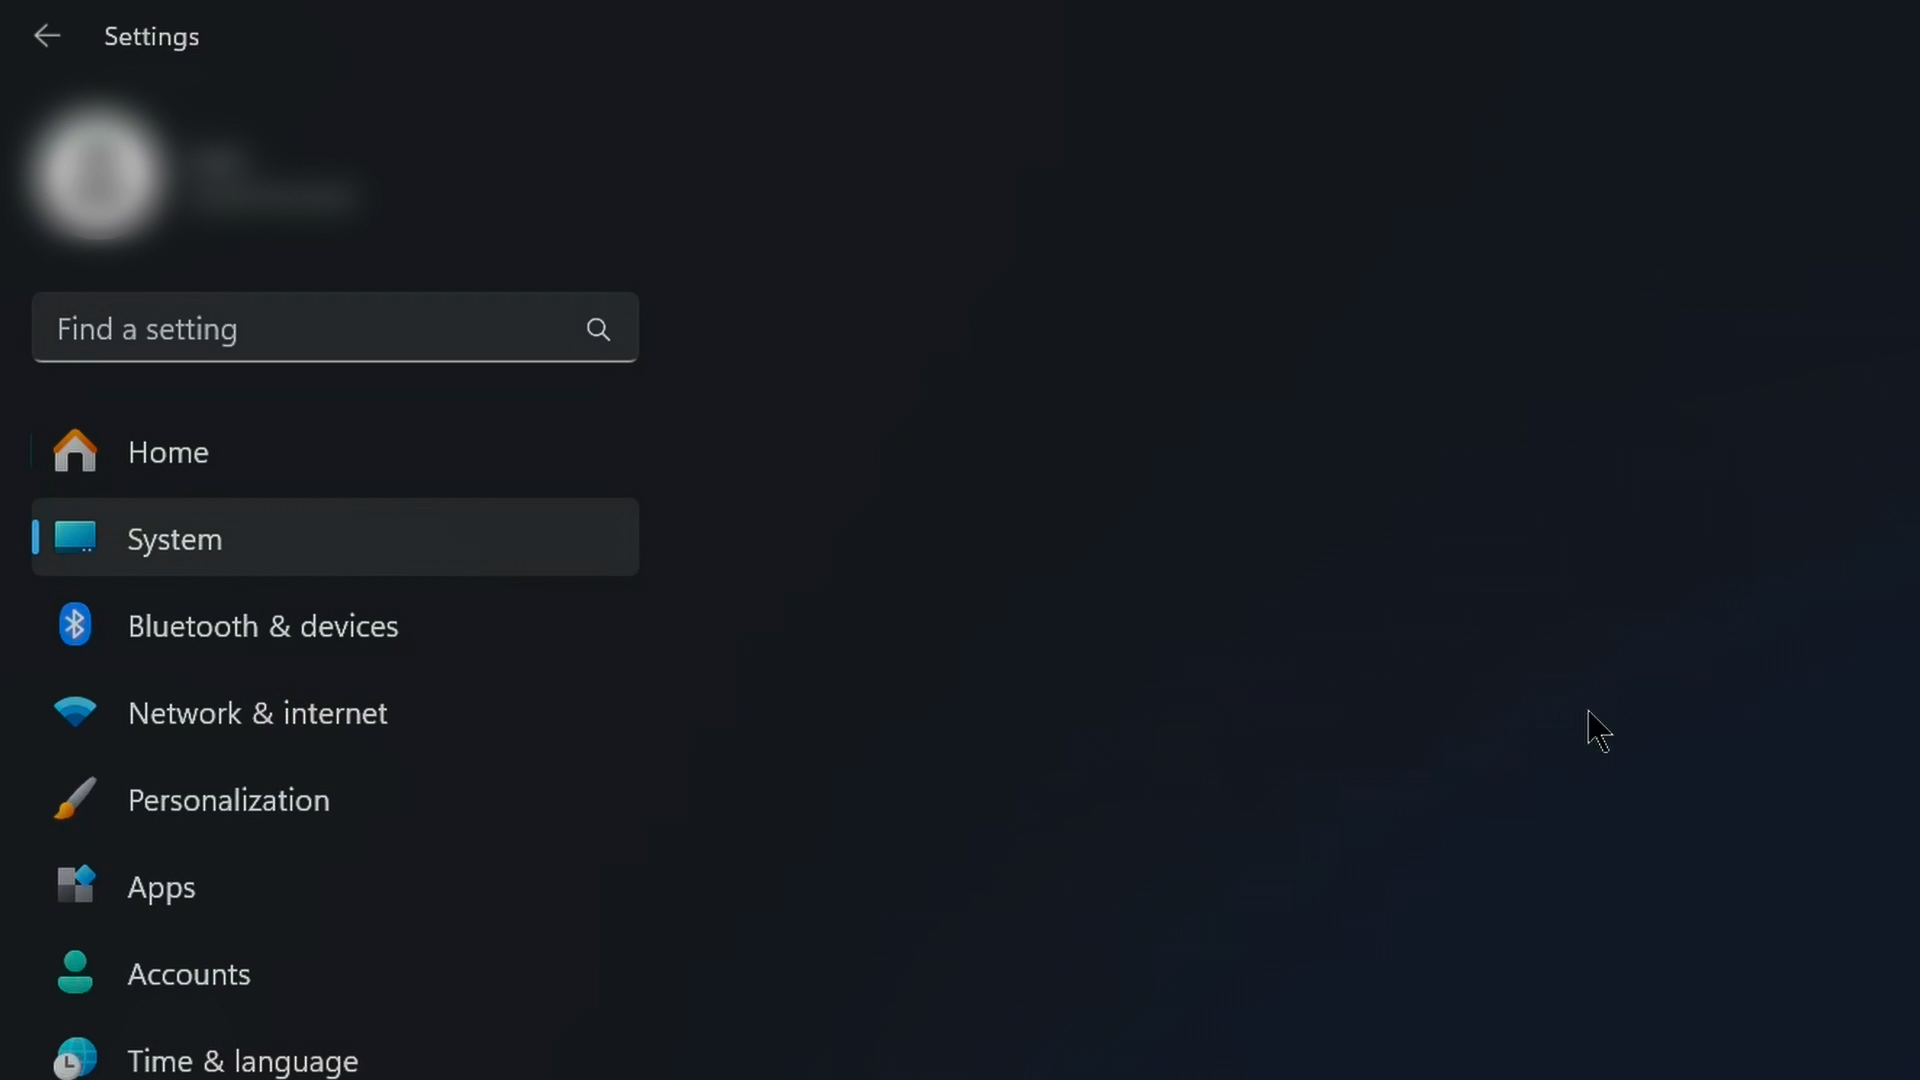 Settings
Find a setting
Home
System
Bluetooth & devices
Network & internet
Personalization
Apps
Accounts
Time & language